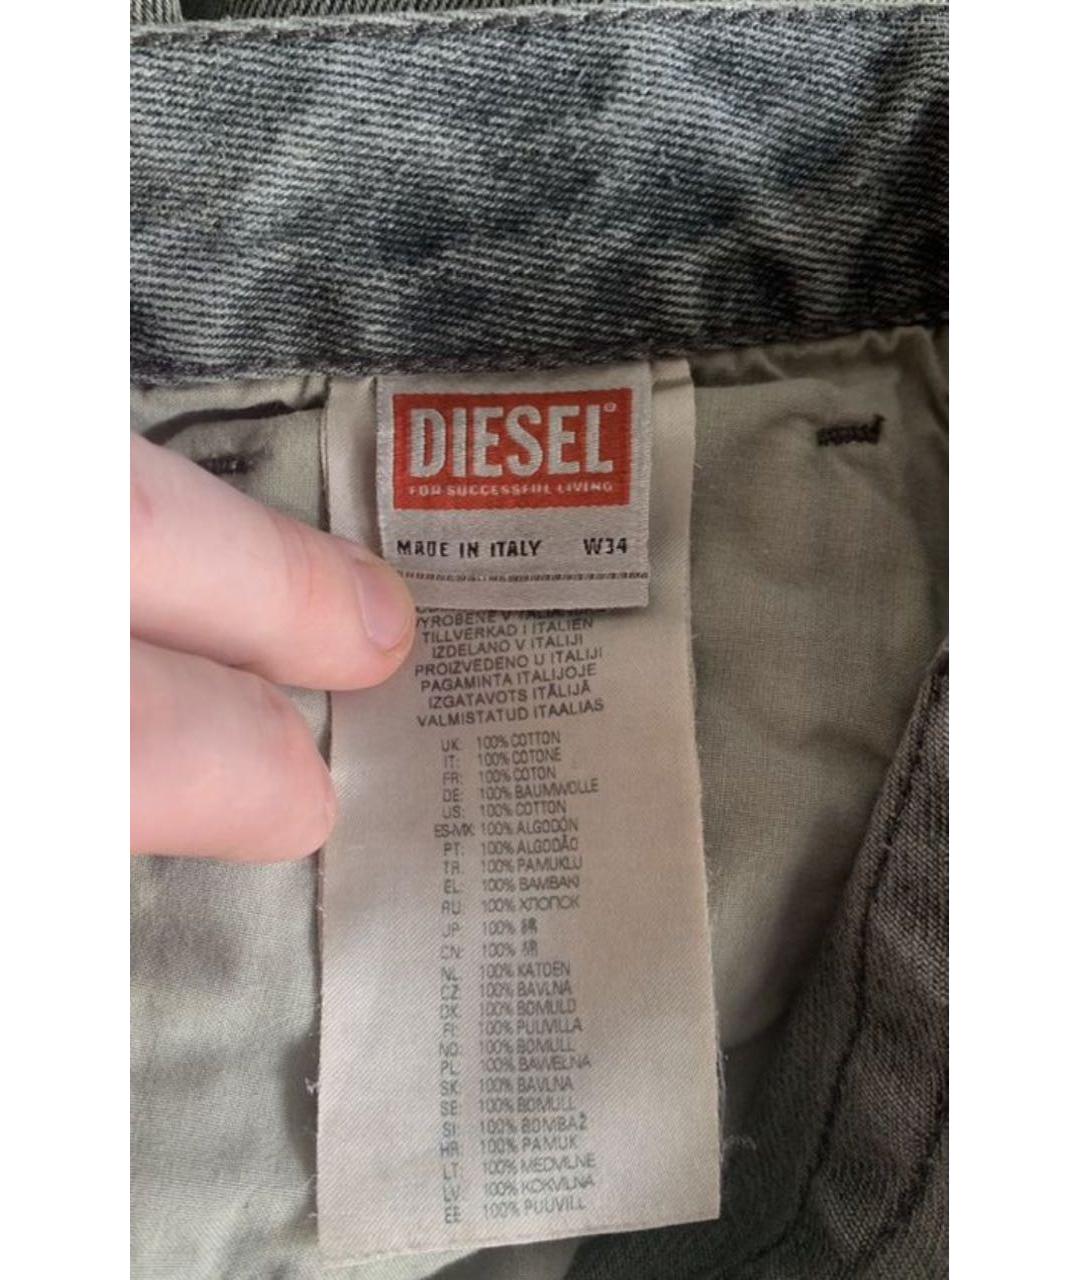 DIESEL®
FOR SUCCESSFUL LIVING
MADE IN ITALY W34
VYROBENE V
TILLVERKAD I ITALIEN
IZDELANO V ITALIJI
PROIZVEDENO U ITALIJI
PAGAMINTA ITALIJOJE
IZGATAVOTS ITĀLIJĀ
VALMISTATUD ITAALIAS
UK: 100% COTTON
IT: 100% COTONE
FR: 100% COTON
DE: 100% BAUMWOLLE
US: 100% COTTON
ES-MX: 100% ALGODÓN
PT: 100% ALGODÃO
TR: 100% PAMUKLU
EL: 100% BAMBAKI
RU: 100% ХЛОПОК
JP: 100% 綿
CN: 100% 棉
NL: 100% KATOEN
CZ: 100% BAVLNA
DK: 100% BOMULD
FI: 100% PUUVILLA
NO: 100% BOMULL
PL: 100% BAWEŁNA
SK: 100% BAVLNA
SE: 100% BOMULL
SI: 100% BOMBAŽ
HR: 100% PAMUK
LT: 100% MEDVILNE
LV: 100% KOKVILNA
EE: 100% PUUVILL